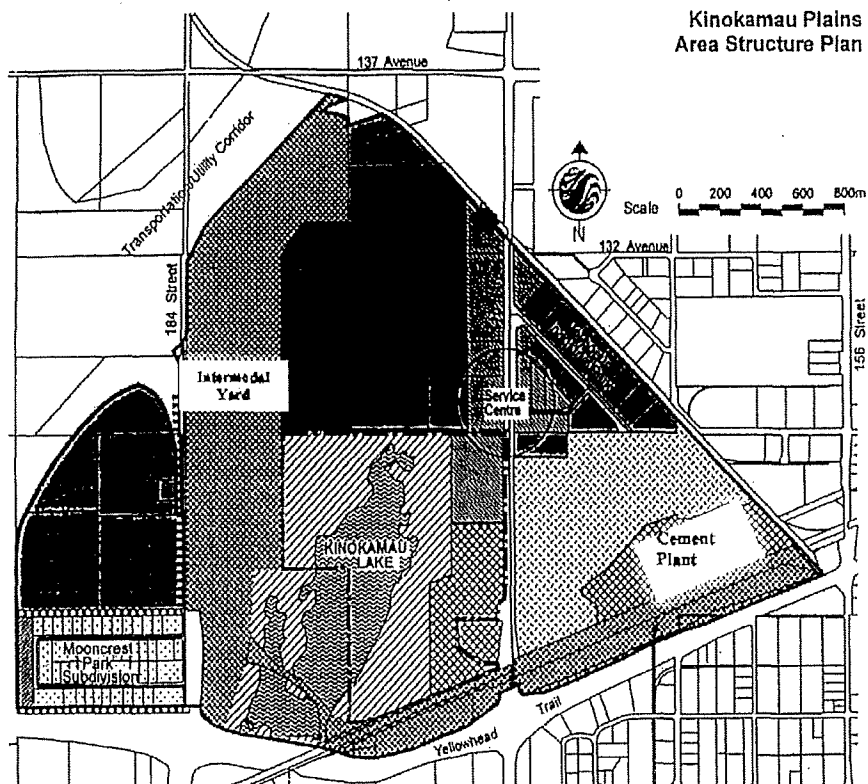 Kinokamau Plains
Area Structure Plan
137 Avenue
Transportation/Utility Corridor
N
Scale 0 200 400 600 800m
132 Avenue
184 Street
156 Street
Intermodal
Yard
Service
Centre
KINOKAMAU
LAKE
Cement
Plant
Mooncrest
Park
Subdivision
Yellowhead Trail